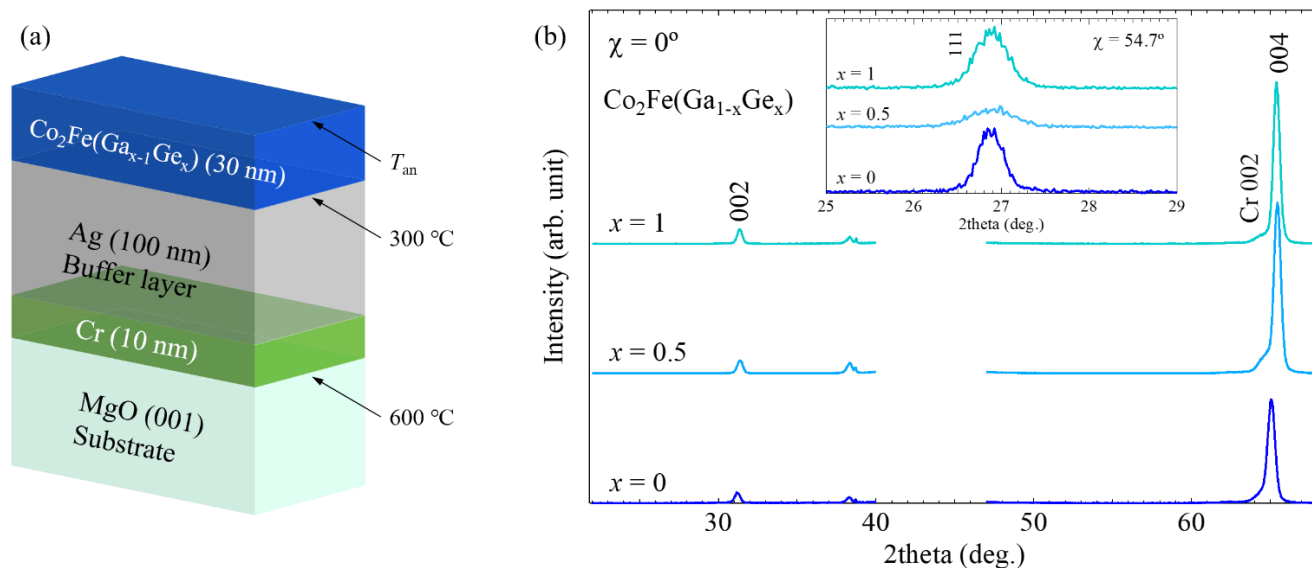 (a)
Co₂Fe(Gaₓ₋₁Geₓ) (30 nm)
Tan
300 °C
Ag (100 nm)
Buffer layer
Cr (10 nm)
600 °C
MgO (001)
Substrate
(b)
χ = 0º
Co₂Fe(Ga₁₋ₓGeₓ)
111
χ = 54.7º
x = 1
x = 0.5
x = 0
25 26 27 28 29
2theta (deg.)
002
Cr 002
004
x = 1
x = 0.5
x = 0
Intensity (arb. unit)
30 40 50 60
2theta (deg.)